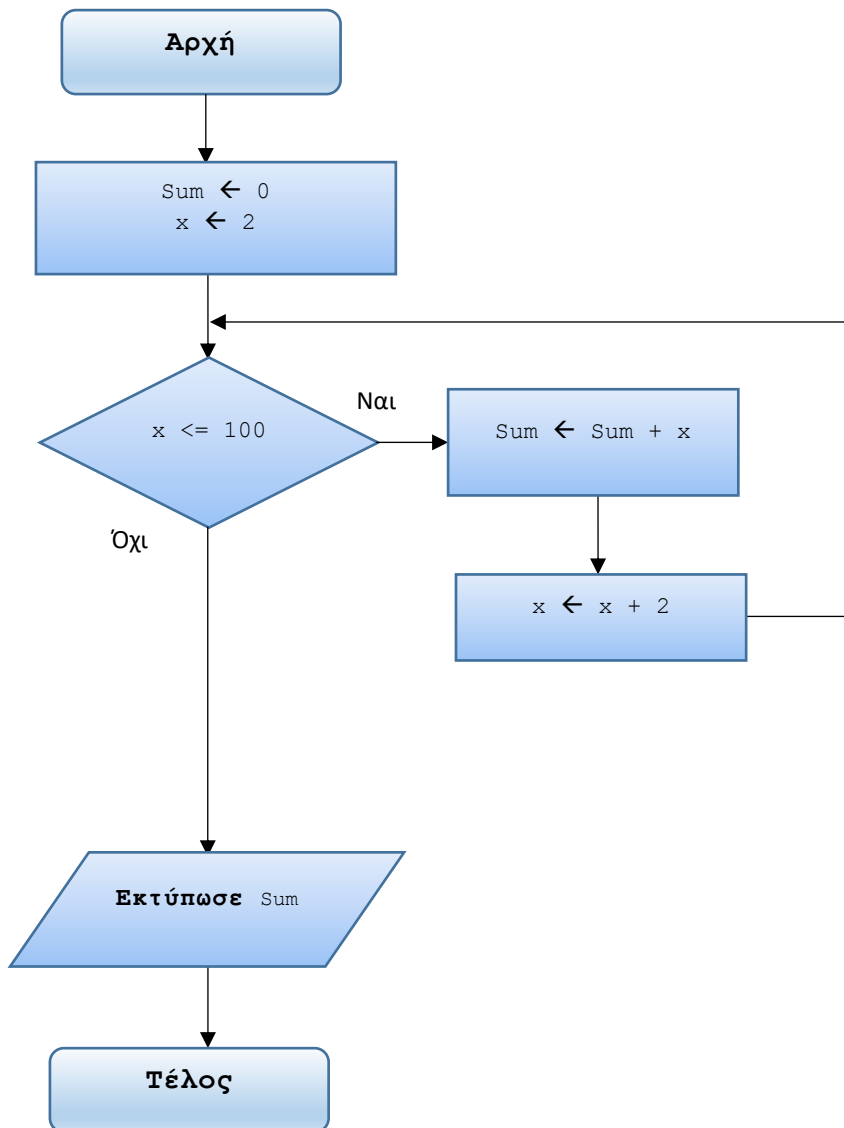 Αρχή
Sum 🡨 0
x 🡨 2
x <= 100
Ναι
Sum 🡨 Sum + x
Όχι
x 🡨 x + 2
Εκτύπωσε Sum
Τέλος